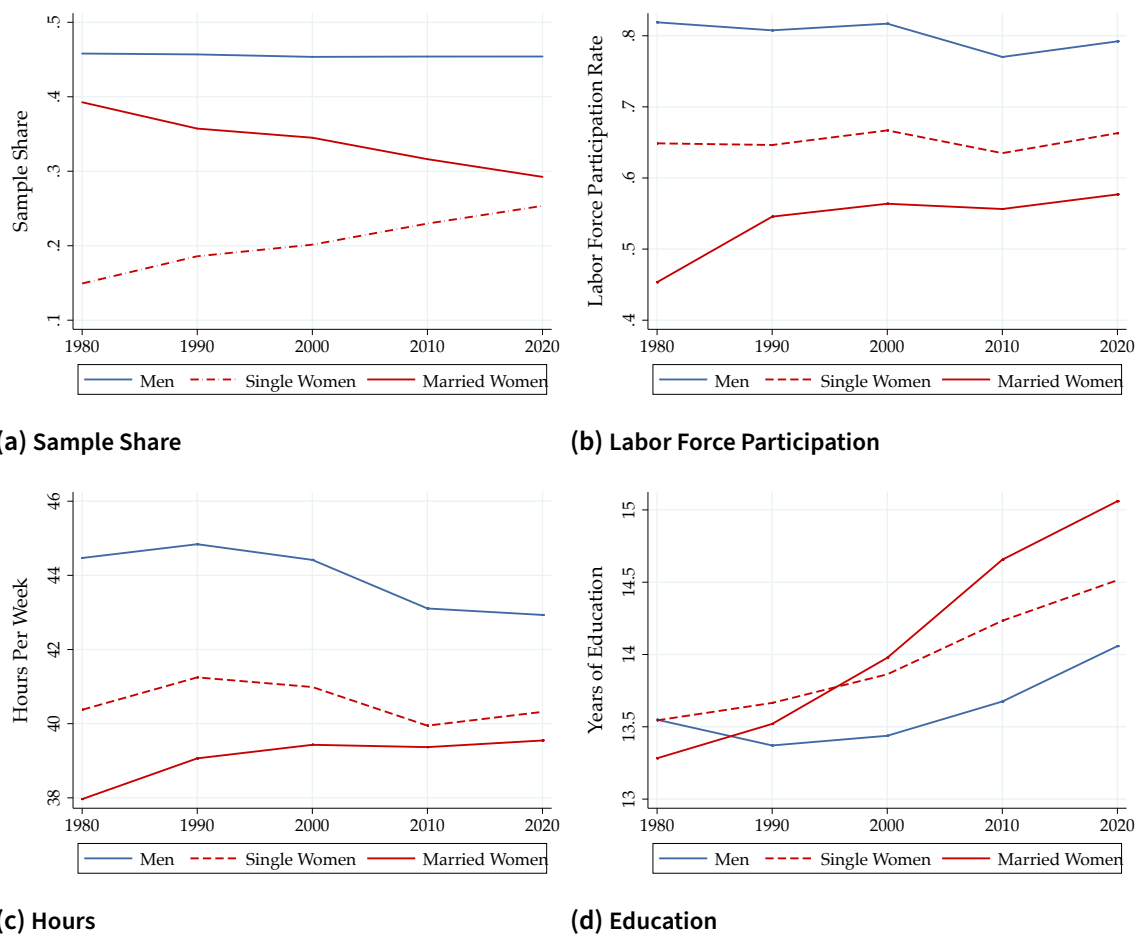 Sample Share
.5
.4
.3
.2
.1
1980 1990 2000 2010 2020
Men Single Women Married Women
(a) Sample Share
Labor Force Participation Rate
.8
.7
.6
.5
.4
1980 1990 2000 2010 2020
Men Single Women Married Women
(b) Labor Force Participation
Hours Per Week
46
44
42
40
38
1980 1990 2000 2010 2020
Men Single Women Married Women
(c) Hours
Years of Education
15
14.5
14
13.5
13
1980 1990 2000 2010 2020
Men Single Women Married Women
(d) Education